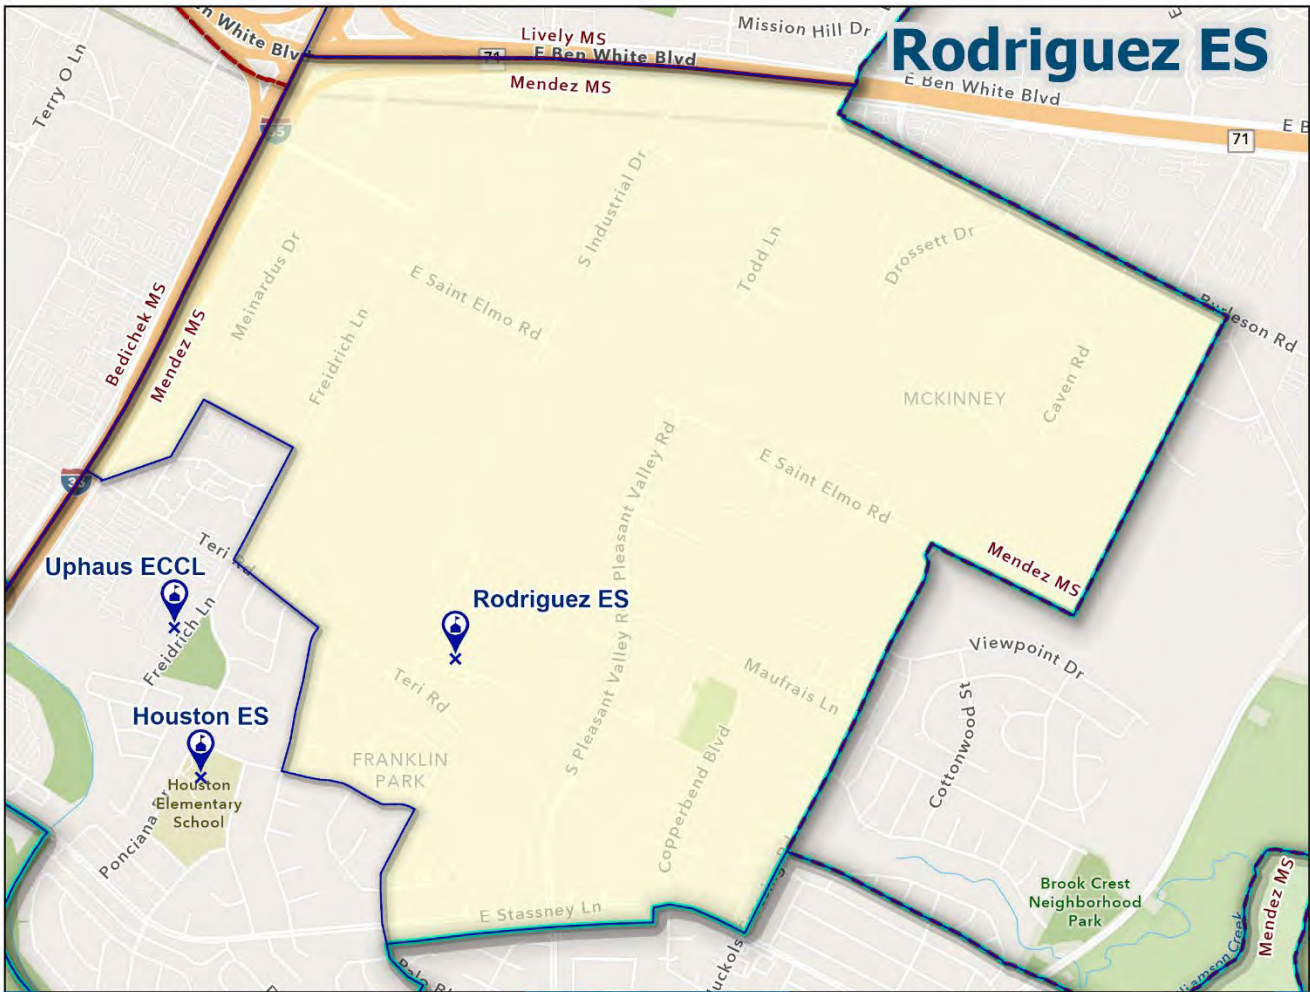 Rodriguez ES
Mission Hill Dr
Lively MS
White Blvd
71
E Ben White Blvd
Mendez MS
E Ben White Blvd
71
Terry O Ln
35
S Industrial Dr
Todd Ln
Drossett Dr
Meinardus Dr
E Saint Elmo Rd
Freidrich Ln
Bedichek MS
Mendez MS
Burleson Rd
MCKINNEY
Caven Rd
S Pleasant Valley Rd
Pleasant Valley Rd
E Saint Elmo Rd
35
Teri Rd
Mendez MS
Uphaus ECCL
Rodriguez ES
Freidrich Ln
Viewpoint Dr
Teri Rd
Maufrais Ln
Cottonwood St
Houston ES
FRANKLIN
PARK
Houston
Elementary
School
Ponciana Dr
Copperbend Blvd
E Stassney Ln
Brook Crest
Neighborhood
Park
Mendez MS